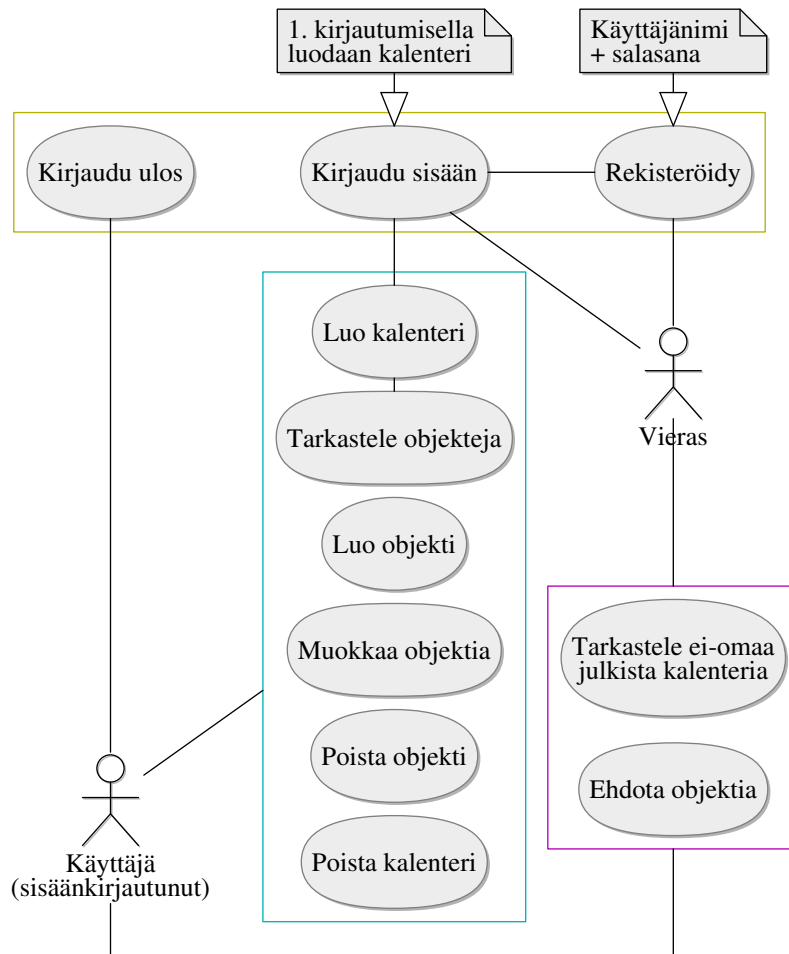 1. kirjautumisella
luodaan kalenteri
Käyttäjänimi
+ salasana
Kirjaudu ulos
Kirjaudu sisään
Rekisteröidy
Luo kalenteri
Vieras
Tarkastele objekteja
Luo objekti
Muokkaa objektia
Tarkastele ei-omaa
julkista kalenteria
Poista objekti
Ehdota objektia
Käyttäjä
(sisäänkirjautunut)
Poista kalenteri